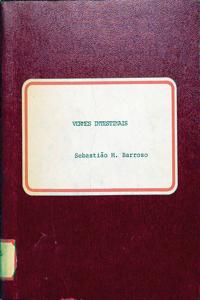 VERMES INTESTINAIS
Sebastião M. Barroso